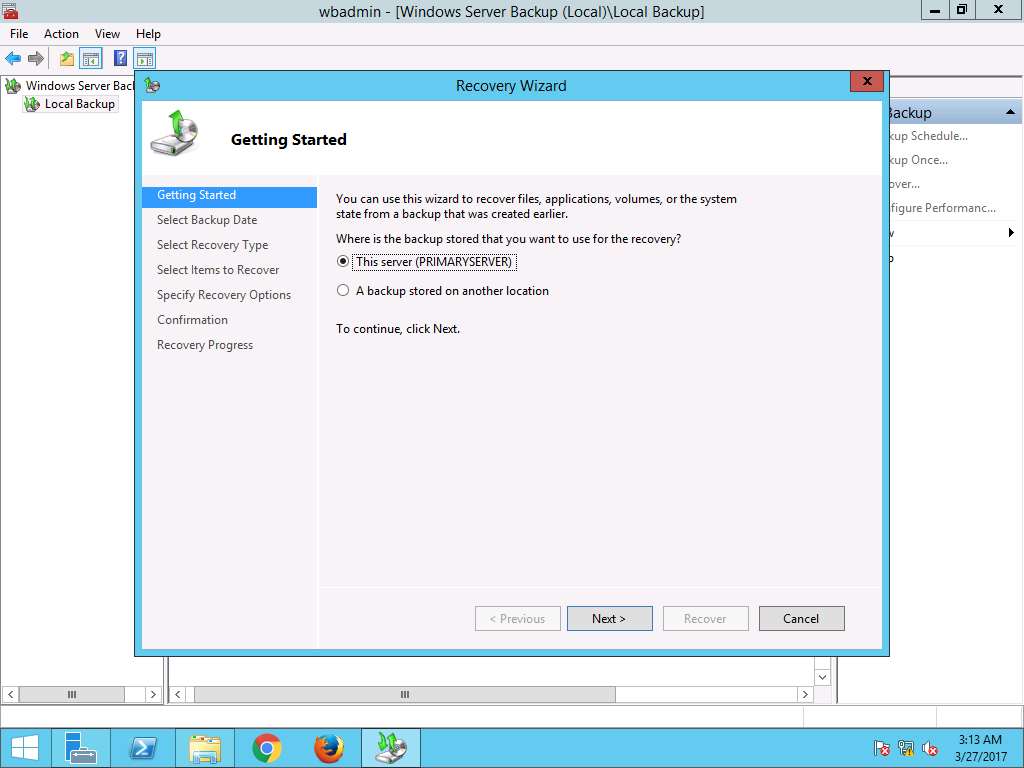 wbadmin - [Windows Server Backup (Local)\Local Backup]
File Action View Help
Windows Server Bac
Local Backup
Recovery Wizard
Getting Started
Getting Started
Select Backup Date
Select Recovery Type
Select Items to Recover
Specify Recovery Options
Confirmation
Recovery Progress
You can use this wizard to recover files, applications, volumes, or the system
state from a backup that was created earlier.
Where is the backup stored that you want to use for the recovery?
This server (PRIMARYSERVER)
A backup stored on another location
To continue, click Next.
< Previous
Next >
Recover
Cancel
Backup
kup Schedule...
kup Once...
over...
figure Performanc...
3:13 AM
3/27/2017